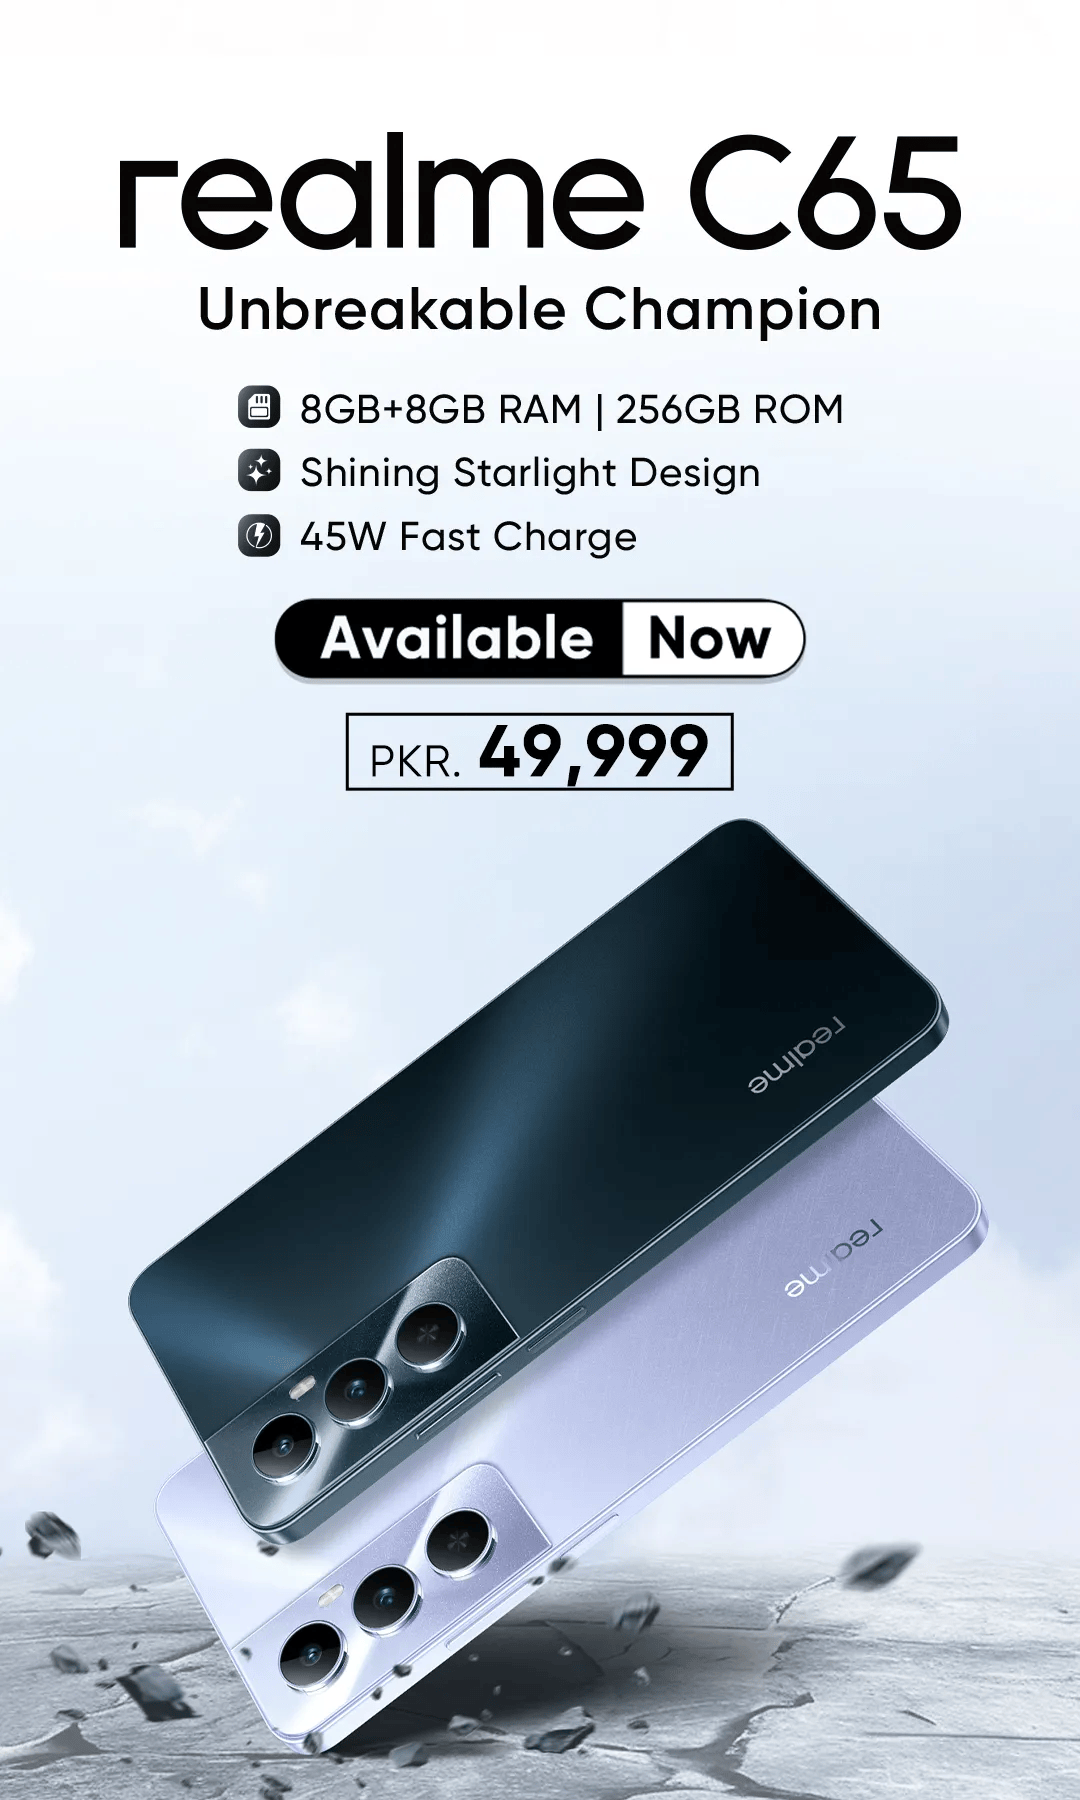 realme C65
Unbreakable Champion
8GB+8GB RAM | 256GB ROM
Shining Starlight Design
45W Fast Charge
Available Now
PKR. 49,999
realme
realme